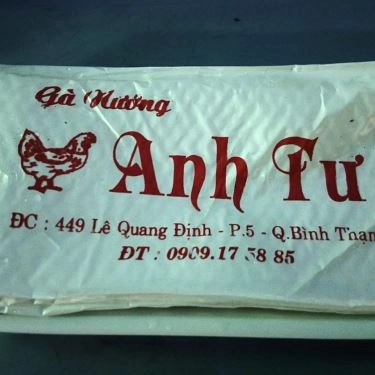 Gà Nướng
Anh Tư
ĐC : 449 Lê Quang Định - P.5 - Q.Bình Thạn
ĐT : 0909.17 58 85